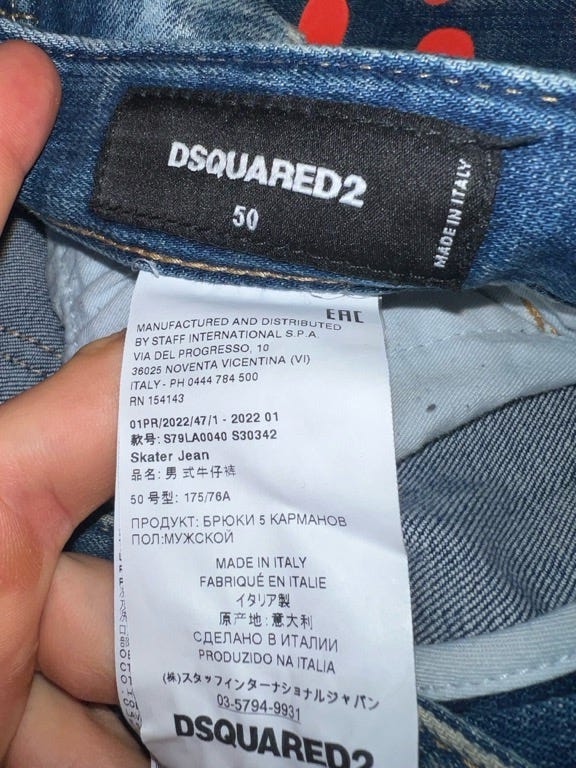 DSQUARED2
50
MADE IN ITALY
EAC
MANUFACTURED AND DISTRIBUTED
BY STAFF INTERNATIONAL S.P.A.
VIA DEL PROGRESSO, 10
36025 NOVENTA VICENTINA (VI)
ITALY - PH 0444 784 500
RN 154143
01PR/2022/47/1 - 2022 01
款号: S79LA0040 S30342
Skater Jean
品名: 男 式牛仔裤
50 号型: 175/76A
ПРОДУКТ: БРЮКИ 5 КАРМАНОВ
ПОЛ:МУЖСКОЙ
MADE IN ITALY
FABRIQUÉ EN ITALIE
イタリア製
原产地: 意大利
СДЕЛАНО В ИТАЛИИ
PRODUZIDO NA ITALIA
(株)スタッフインターナショナルジャパン
03-5794-9931
DSQUARED2